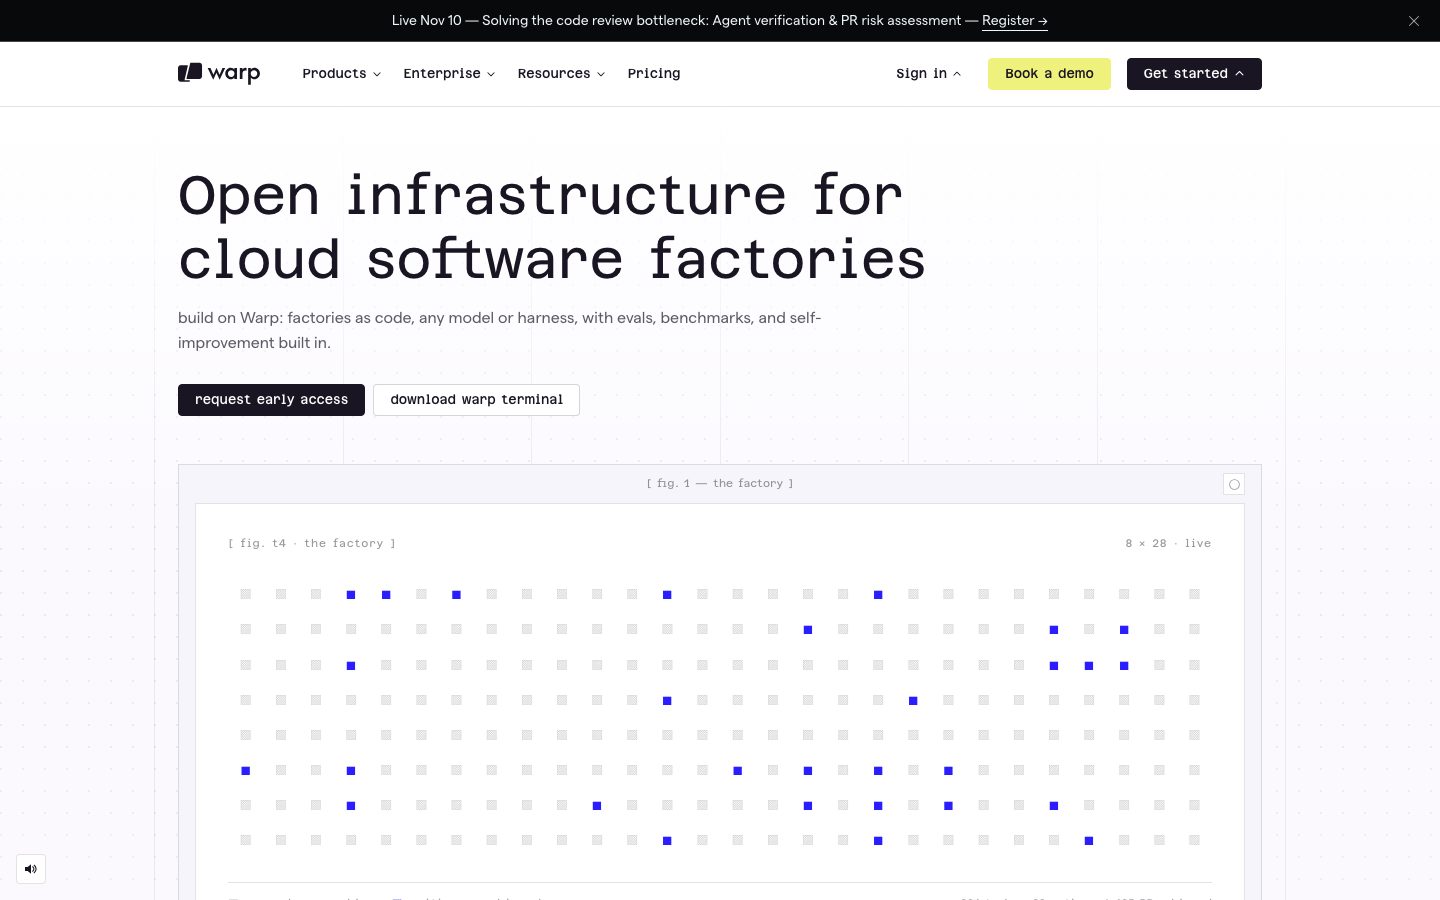 Live Nov 10 — Solving the code review bottleneck: Agent verification & PR risk assessment — Register →
warp Products Enterprise Resources Pricing Sign in Book a demo Get started
Open infrastructure for
cloud software factories
build on Warp: factories as code, any model or harness, with evals, benchmarks, and self-
improvement built in.
request early access download warp terminal
[ fig. 1 — the factory ]
[ fig. t4 · the factory ] 8 × 28 · live